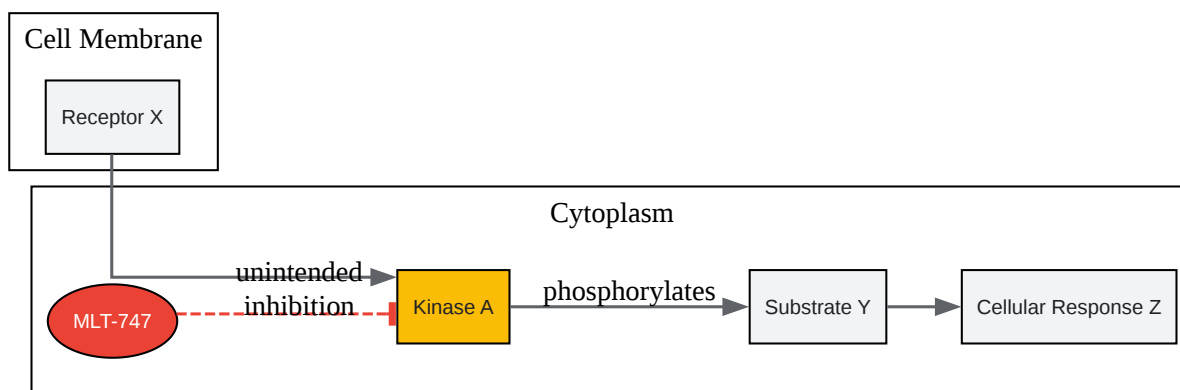 Cell Membrane
Receptor X
Cytoplasm
unintended
inhibition
MLT-747
Kinase A
phosphorylates
Substrate Y
Cellular Response Z